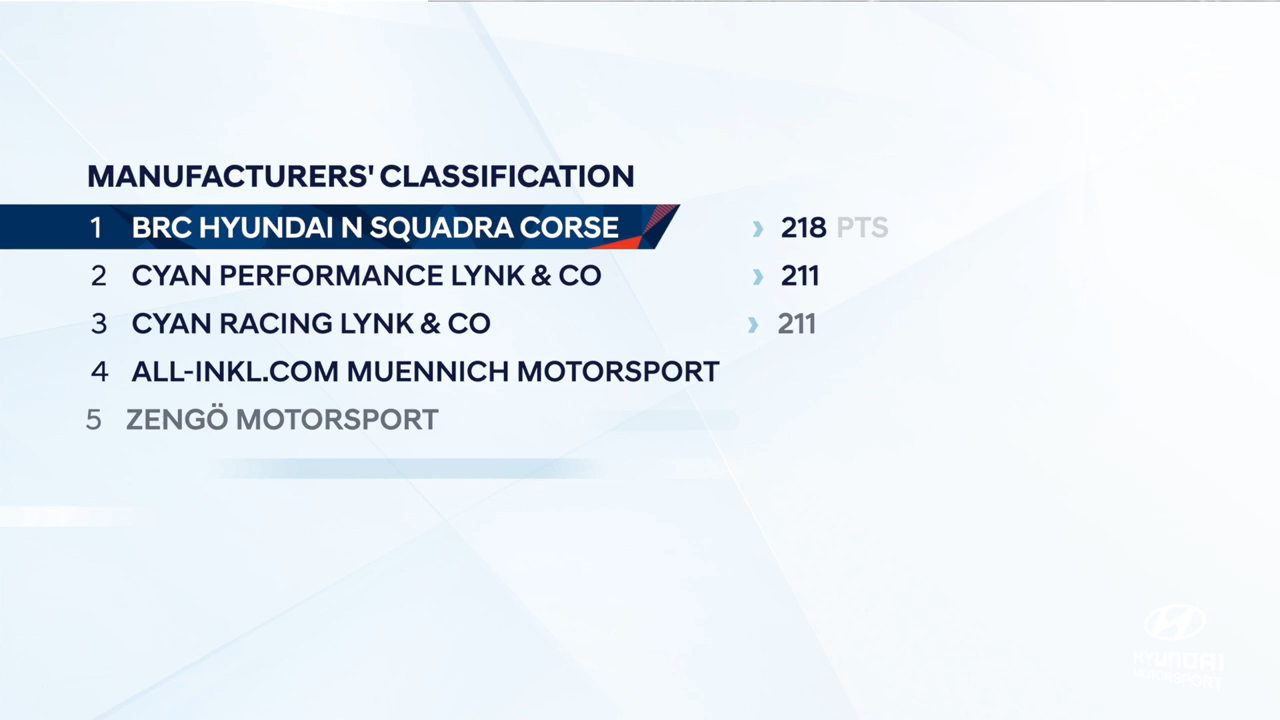 MANUFACTURERS' CLASSIFICATION
1 BRC HYUNDAI N SQUADRA CORSE › 218 PTS
2 CYAN PERFORMANCE LYNK & CO › 211
3 CYAN RACING LYNK & CO › 211
4 ALL-INKL.COM MUENNICH MOTORSPORT
5 ZENGÖ MOTORSPORT
HYUNDAI
MOTORSPORT